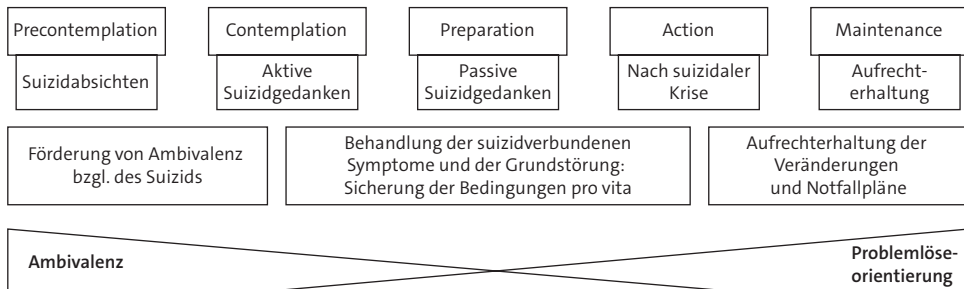 Precontemplation
Contemplation
Preparation
Action
Maintenance
Suizidabsichten
Aktive
Suizidgedanken
Passive
Suizidgedanken
Nach suizidaler
Krise
Aufrecht-
erhaltung
Förderung von Ambivalenz
bzgl. des Suizids
Behandlung der suizidverbundenen
Symptome und der Grundstörung:
Sicherung der Bedingungen pro vita
Aufrechterhaltung der
Veränderungen
und Notfallpläne
Ambivalenz
Problemlöse-
orientierung